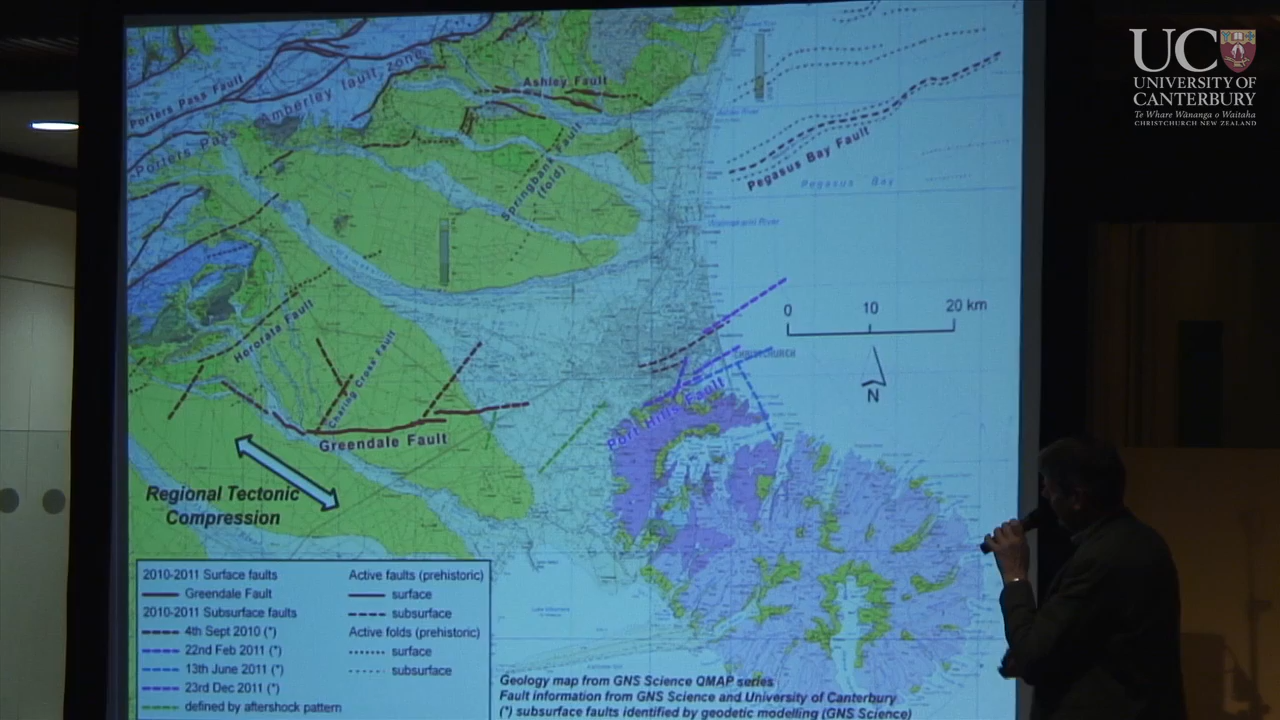 UC
UNIVERSITY OF
CANTERBURY
Te Whare Wānanga o Waitaha
CHRISTCHURCH NEW ZEALAND
Porters Pass Fault
Porters Pass Amberley fault zone
Ashley Fault
Springbank Fault
(fold)
Pegasus Bay Fault
Pegasus Bay
Waimakariri River
Hororata Fault
Charing Cross Fault
Greendale Fault
CHRISTCHURCH
Port Hills Fault
0 10 20 km
N
Regional Tectonic
Compression
2010-2011 Surface faults
Greendale Fault
2010-2011 Subsurface faults
4th Sept 2010 (*)
22nd Feb 2011 (*)
13th June 2011 (*)
23rd Dec 2011 (*)
defined by aftershock pattern
Active faults (prehistoric)
surface
subsurface
Active folds (prehistoric)
surface
subsurface
Geology map from GNS Science QMAP series
Fault information from GNS Science and University of Canterbury
(*) subsurface faults identified by geodetic modelling (GNS Science)